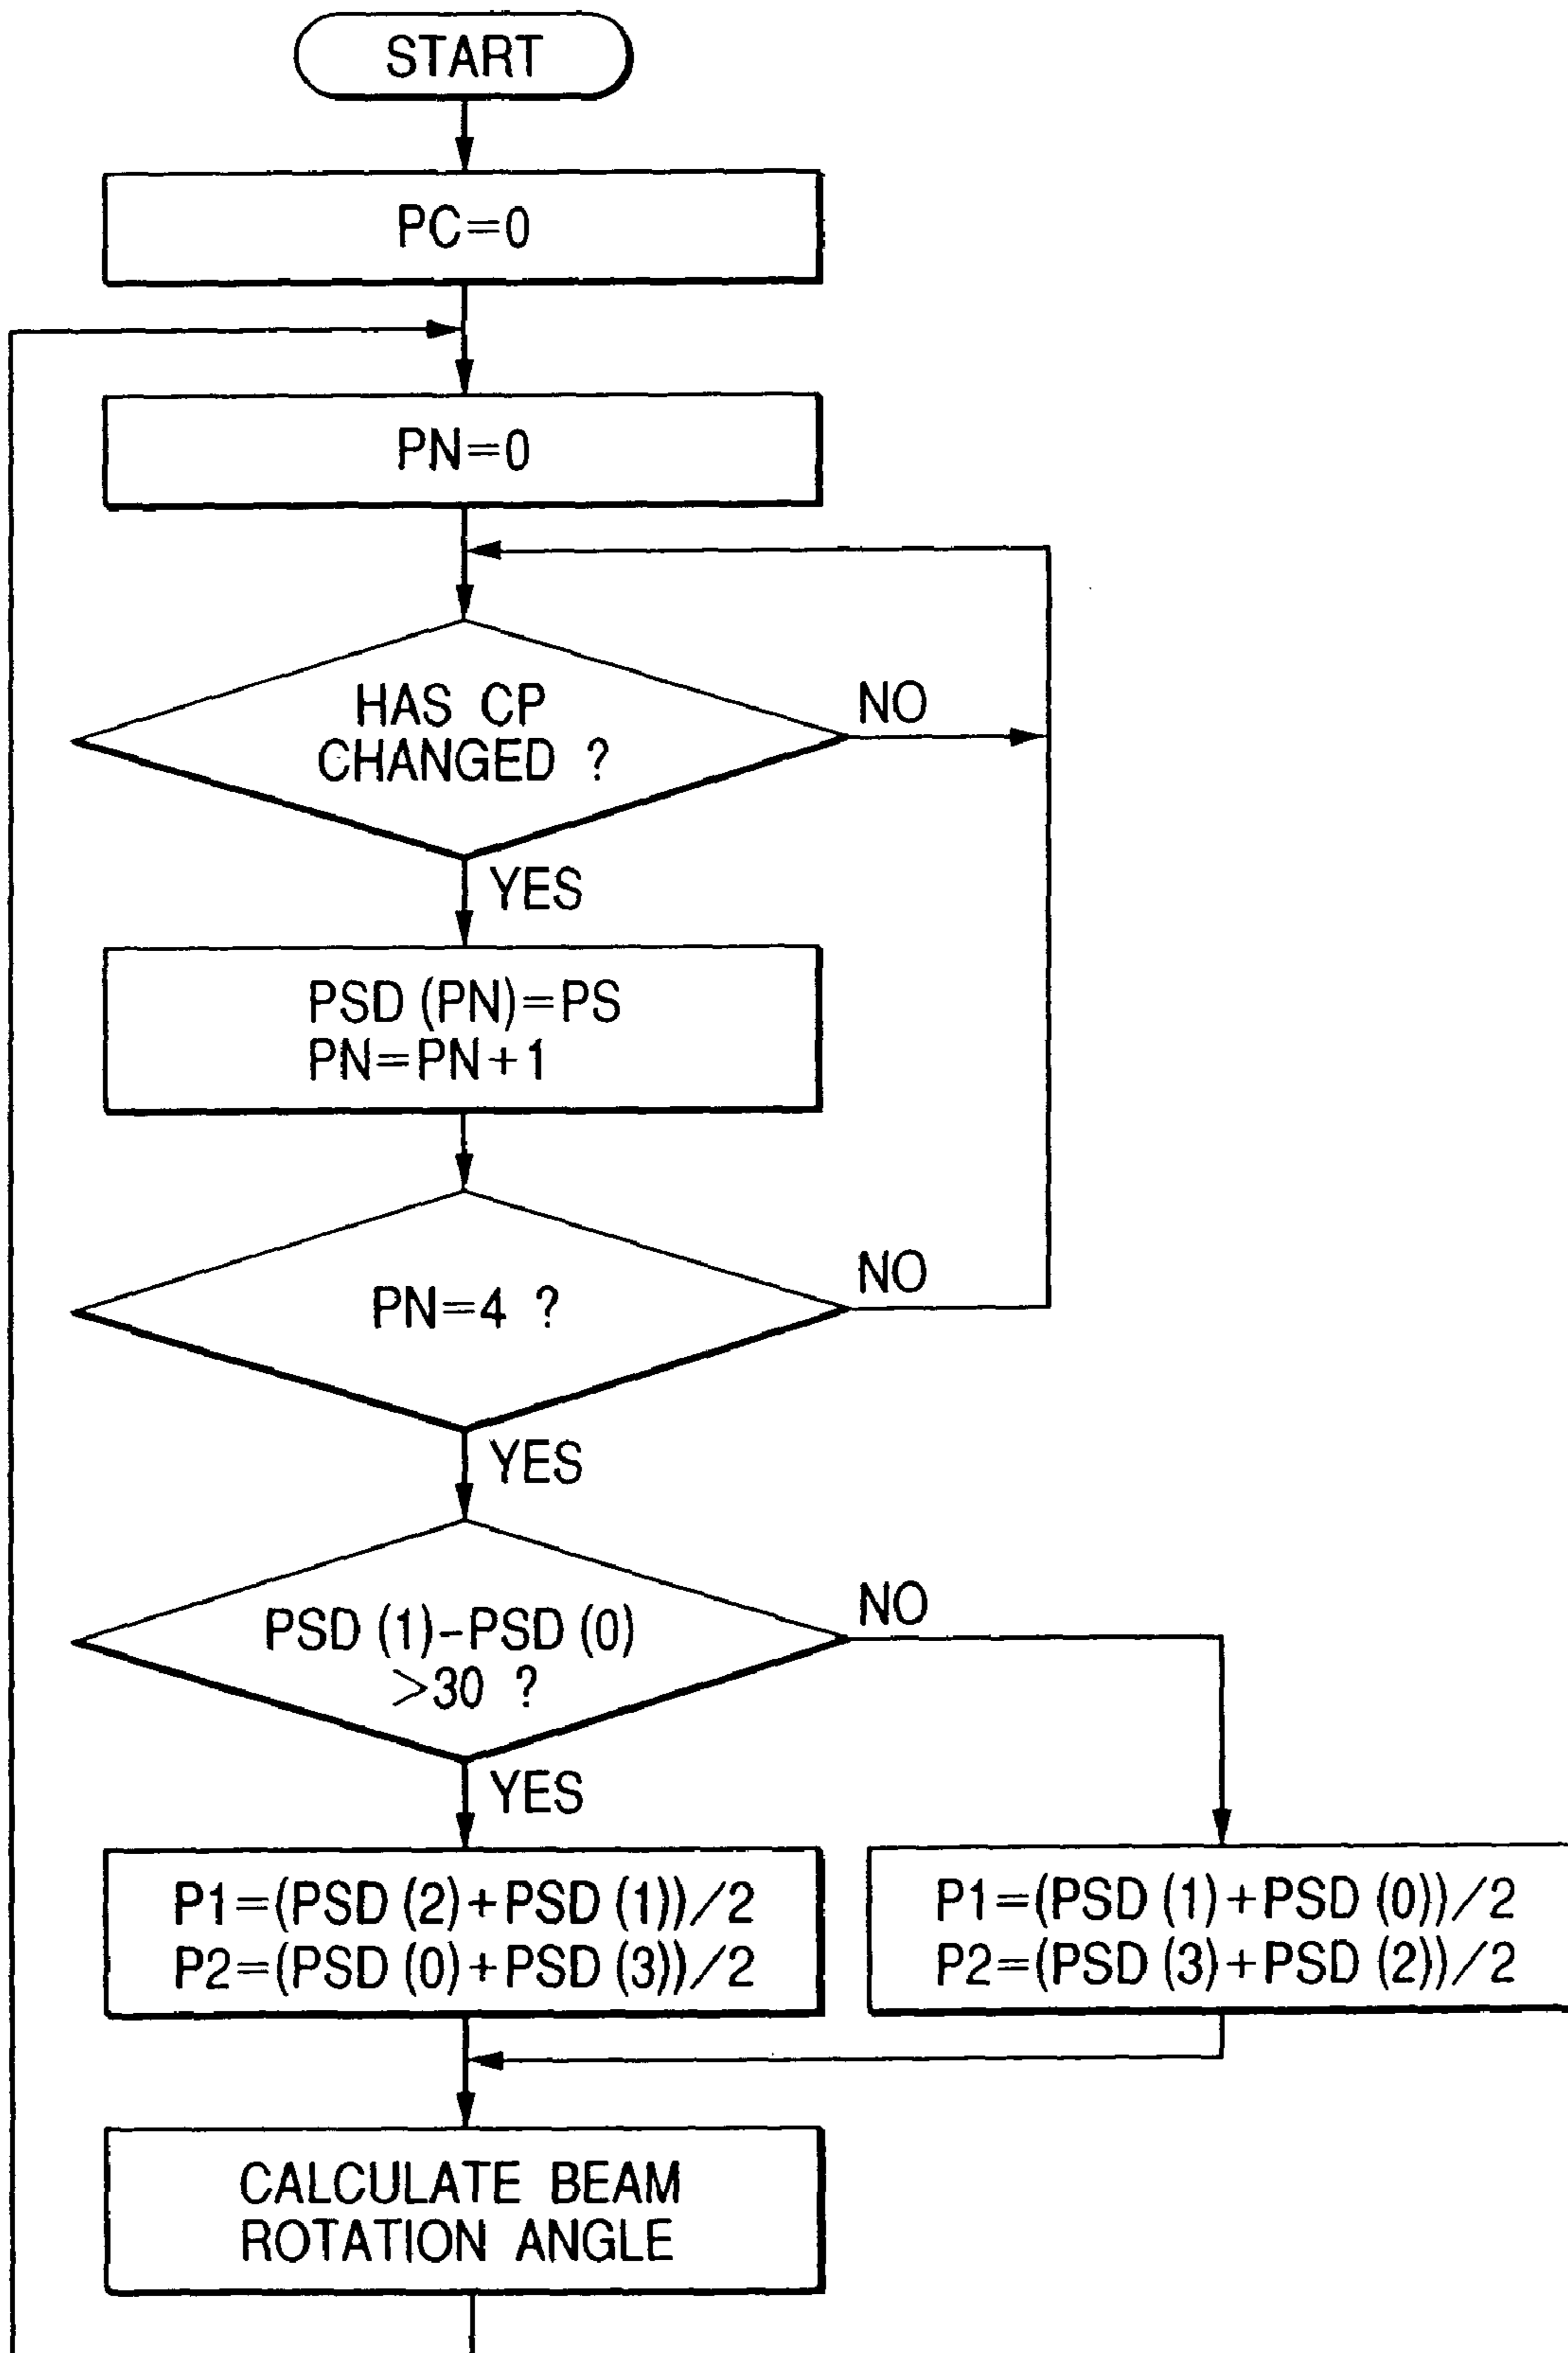 START
PC=0
PN=0
HAS CP
CHANGED ?
NO
YES
PSD (PN)=PS
PN=PN+1
PN=4 ?
NO
YES
PSD (1)-PSD (0)
>30 ?
NO
YES
P1=(PSD (2)+PSD (1))/2
P2=(PSD (0)+PSD (3))/2
P1=(PSD (1)+PSD (0))/2
P2=(PSD (3)+PSD (2))/2
CALCULATE BEAM
ROTATION ANGLE